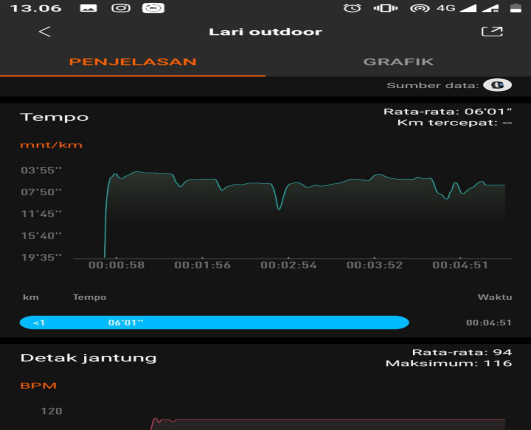 13.06
4G
Lari outdoor
PENJELASAN
GRAFIK
Sumber data:
Tempo
Rata-rata: 06'01"
Km tercepat: --
mnt/km
03'55''
07'50''
11'45''
15'40''
19'35''
00:00:58 00:01:56 00:02:54 00:03:52 00:04:51
km Tempo Waktu
<1 06'01'' 00:04:51
Detak jantung
Rata-rata: 94
Maksimum: 116
BPM
120